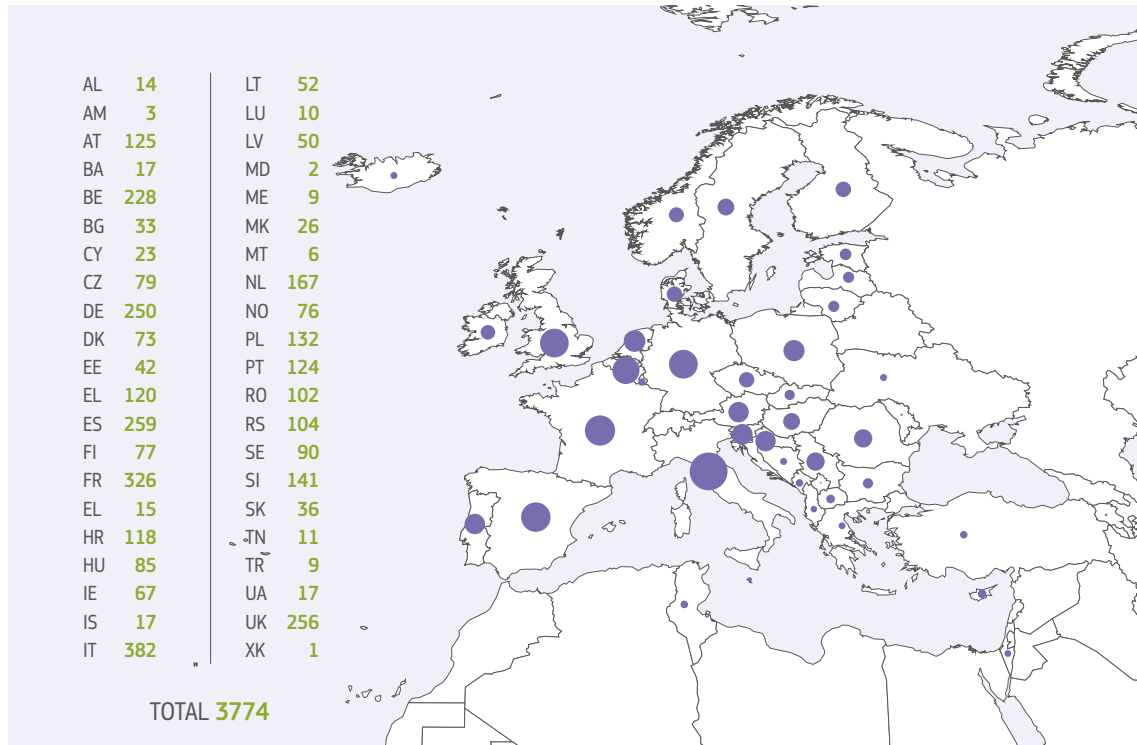 AL 14
AM 3
AT 125
BA 17
BE 228
BG 33
CY 23
CZ 79
DE 250
DK 73
EE 42
EL 120
ES 259
FI 77
FR 326
EL 15
HR 118
HU 85
IE 67
IS 17
IT 382
LT 52
LU 10
LV 50
MD 2
ME 9
MK 26
MT 6
NL 167
NO 76
PL 132
PT 124
RO 102
RS 104
SE 90
SI 141
SK 36
TN 11
TR 9
UA 17
UK 256
XK 1
TOTAL 3774